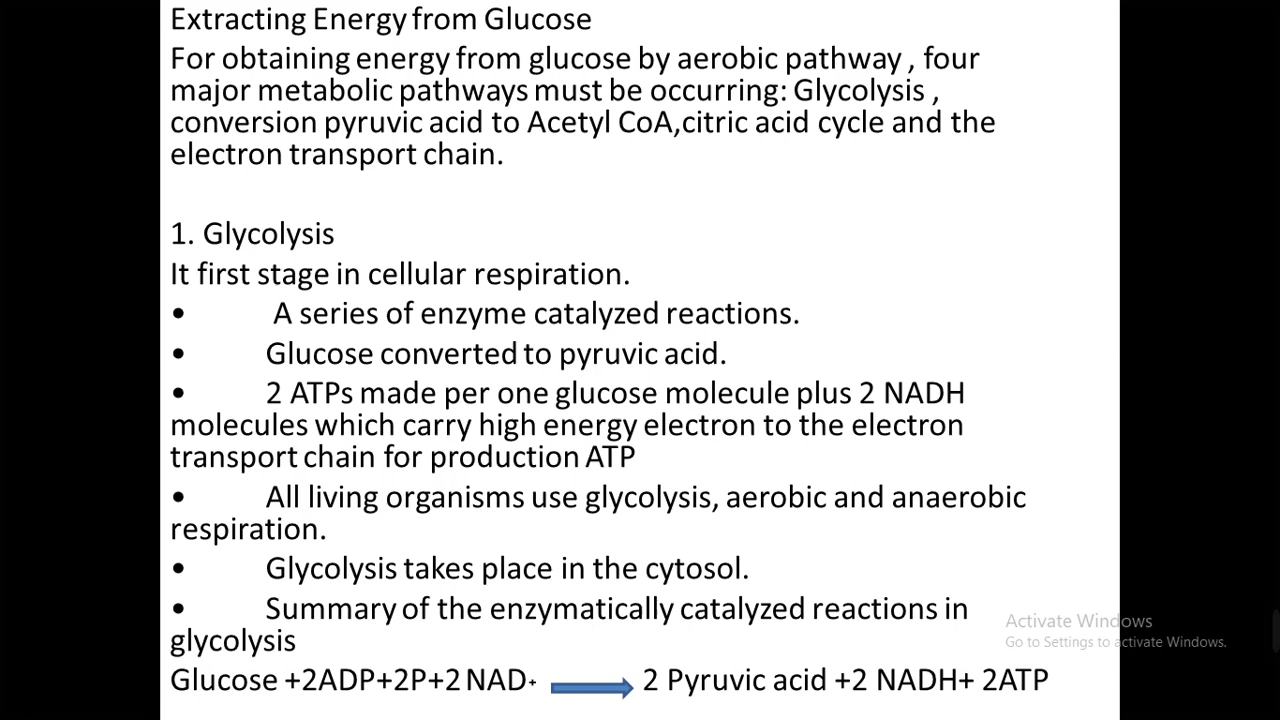 Extracting Energy from Glucose
For obtaining energy from glucose by aerobic pathway , four
major metabolic pathways must be occurring: Glycolysis ,
conversion pyruvic acid to Acetyl CoA,citric acid cycle and the
electron transport chain.
1. Glycolysis
It first stage in cellular respiration.
• A series of enzyme catalyzed reactions.
• Glucose converted to pyruvic acid.
• 2 ATPs made per one glucose molecule plus 2 NADH
molecules which carry high energy electron to the electron
transport chain for production ATP
• All living organisms use glycolysis, aerobic and anaerobic
respiration.
• Glycolysis takes place in the cytosol.
• Summary of the enzymatically catalyzed reactions in
glycolysis
Glucose +2ADP+2P+2 NAD+ 2 Pyruvic acid +2 NADH+ 2ATP
Activate Windows
Go to Settings to activate Windows.